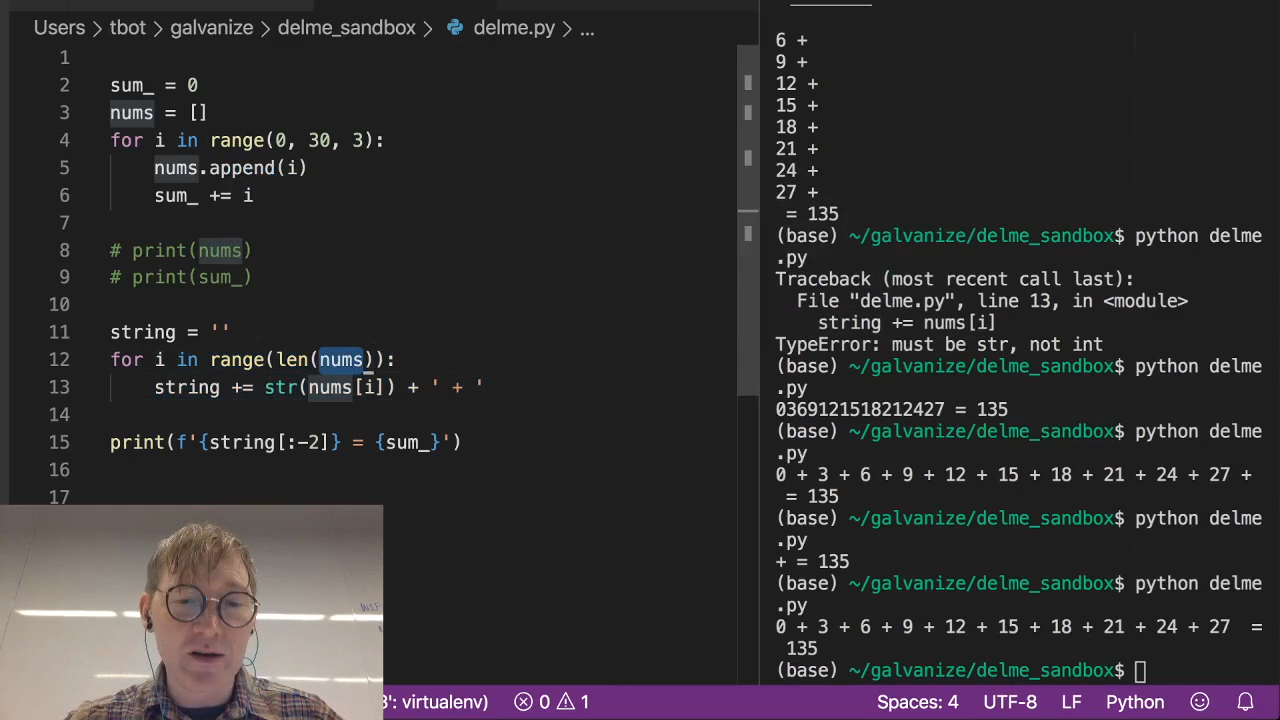 Users > tbot > galvanize > delme_sandbox > delme.py > ...
1
2 sum_ = 0
3 nums = []
4 for i in range(0, 30, 3):
5 nums.append(i)
6 sum_ += i
7
8 # print(nums)
9 # print(sum_)
10
11 string = ''
12 for i in range(len(nums)):
13 string += str(nums[i]) + ' + '
14
15 print(f'{string[:-2]} = {sum_}')
16
17
6 +
9 +
12 +
15 +
18 +
21 +
24 +
27 +
= 135
(base) ~/galvanize/delme_sandbox$ python delme
.py
Traceback (most recent call last):
File "delme.py", line 13, in <module>
string += nums[i]
TypeError: must be str, not int
(base) ~/galvanize/delme_sandbox$ python delme
.py
0369121518212427 = 135
(base) ~/galvanize/delme_sandbox$ python delme
.py
0 + 3 + 6 + 9 + 12 + 15 + 18 + 21 + 24 + 27 +
= 135
(base) ~/galvanize/delme_sandbox$ python delme
.py
+ = 135
(base) ~/galvanize/delme_sandbox$ python delme
.py
0 + 3 + 6 + 9 + 12 + 15 + 18 + 21 + 24 + 27  =
135
(base) ~/galvanize/delme_sandbox$
3': virtualenv) 0 1 Spaces: 4 UTF-8 LF Python